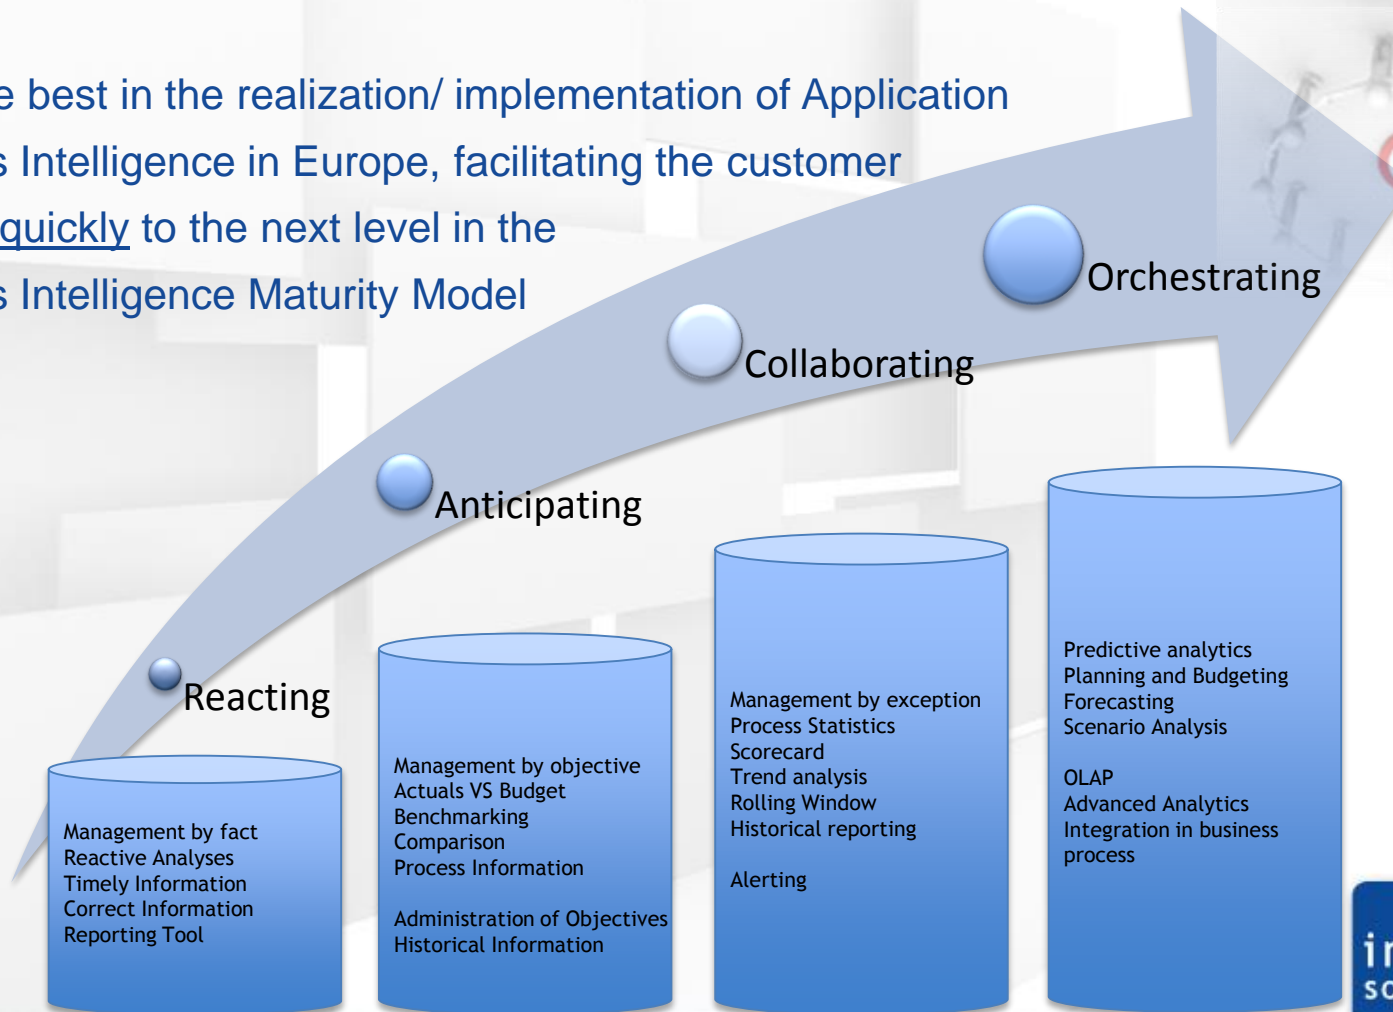 best in the realization/ implementation of Application
Intelligence in Europe, facilitating the customer
quickly to the next level in the
Intelligence Maturity Model
Orchestrating
Collaborating
Anticipating
Reacting
Management by fact
Reactive Analyses
Timely Information
Correct Information
Reporting Tool
Management by objective
Actuals VS Budget
Benchmarking
Comparison
Process Information
Administration of Objectives
Historical Information
Management by exception
Process Statistics
Scorecard
Trend analysis
Rolling Window
Historical reporting
Alerting
Predictive analytics
Planning and Budgeting
Forecasting
Scenario Analysis
OLAP
Advanced Analytics
Integration in business
process